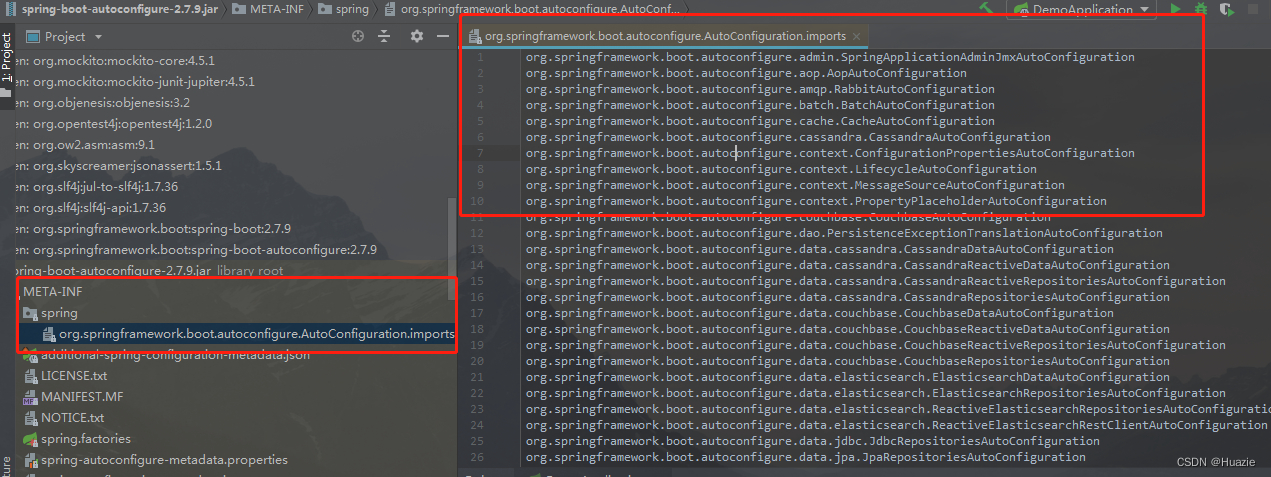 spring-boot-autoconfigure-2.7.9.jar META-INF spring org.springframework.boot.autoconfigure.AutoConf... DemoApplication
1: Project
Project
en: org.mockito:mockito-core:4.5.1
en: org.mockito:mockito-junit-jupiter:4.5.1
en: org.objenesis:objenesis:3.2
en: org.opentest4j:opentest4j:1.2.0
en: org.ow2.asm:asm:9.1
en: org.skyscreamer:jsonassert:1.5.1
en: org.slf4j:jul-to-slf4j:1.7.36
en: org.slf4j:slf4j-api:1.7.36
en: org.springframework.boot:spring-boot:2.7.9
en: org.springframework.boot:spring-boot-autoconfigure:2.7.9
pring-boot-autoconfigure-2.7.9.jar library root
META-INF
spring
org.springframework.boot.autoconfigure.AutoConfiguration.imports
additional-spring-configuration-metadata.json
LICENSE.txt
MANIFEST.MF
NOTICE.txt
spring.factories
spring-autoconfigure-metadata.properties
ture
org.springframework.boot.autoconfigure.AutoConfiguration.imports
1 org.springframework.boot.autoconfigure.admin.SpringApplicationAdminJmxAutoConfiguration
2 org.springframework.boot.autoconfigure.aop.AopAutoConfiguration
3 org.springframework.boot.autoconfigure.amqp.RabbitAutoConfiguration
4 org.springframework.boot.autoconfigure.batch.BatchAutoConfiguration
5 org.springframework.boot.autoconfigure.cache.CacheAutoConfiguration
6 org.springframework.boot.autoconfigure.cassandra.CassandraAutoConfiguration
7 org.springframework.boot.autoconfigure.context.ConfigurationPropertiesAutoConfiguration
8 org.springframework.boot.autoconfigure.context.LifecycleAutoConfiguration
9 org.springframework.boot.autoconfigure.context.MessageSourceAutoConfiguration
10 org.springframework.boot.autoconfigure.context.PropertyPlaceholderAutoConfiguration
11 org.springframework.boot.autoconfigure.couchbase.CouchbaseAutoConfiguration
12 org.springframework.boot.autoconfigure.dao.PersistenceExceptionTranslationAutoConfiguration
13 org.springframework.boot.autoconfigure.data.cassandra.CassandraDataAutoConfiguration
14 org.springframework.boot.autoconfigure.data.cassandra.CassandraReactiveDataAutoConfiguration
15 org.springframework.boot.autoconfigure.data.cassandra.CassandraReactiveRepositoriesAutoConfiguration
16 org.springframework.boot.autoconfigure.data.cassandra.CassandraRepositoriesAutoConfiguration
17 org.springframework.boot.autoconfigure.data.couchbase.CouchbaseDataAutoConfiguration
18 org.springframework.boot.autoconfigure.data.couchbase.CouchbaseReactiveDataAutoConfiguration
19 org.springframework.boot.autoconfigure.data.couchbase.CouchbaseReactiveRepositoriesAutoConfiguration
20 org.springframework.boot.autoconfigure.data.couchbase.CouchbaseRepositoriesAutoConfiguration
21 org.springframework.boot.autoconfigure.data.elasticsearch.ElasticsearchDataAutoConfiguration
22 org.springframework.boot.autoconfigure.data.elasticsearch.ElasticsearchRepositoriesAutoConfiguration
23 org.springframework.boot.autoconfigure.data.elasticsearch.ReactiveElasticsearchRepositoriesAutoConfiguratio
24 org.springframework.boot.autoconfigure.data.elasticsearch.ReactiveElasticsearchRestClientAutoConfiguration
25 org.springframework.boot.autoconfigure.data.jdbc.JdbcRepositoriesAutoConfiguration
26 org.springframework.boot.autoconfigure.data.jpa.JpaRepositoriesAutoConfiguration
CSDN @Huazie